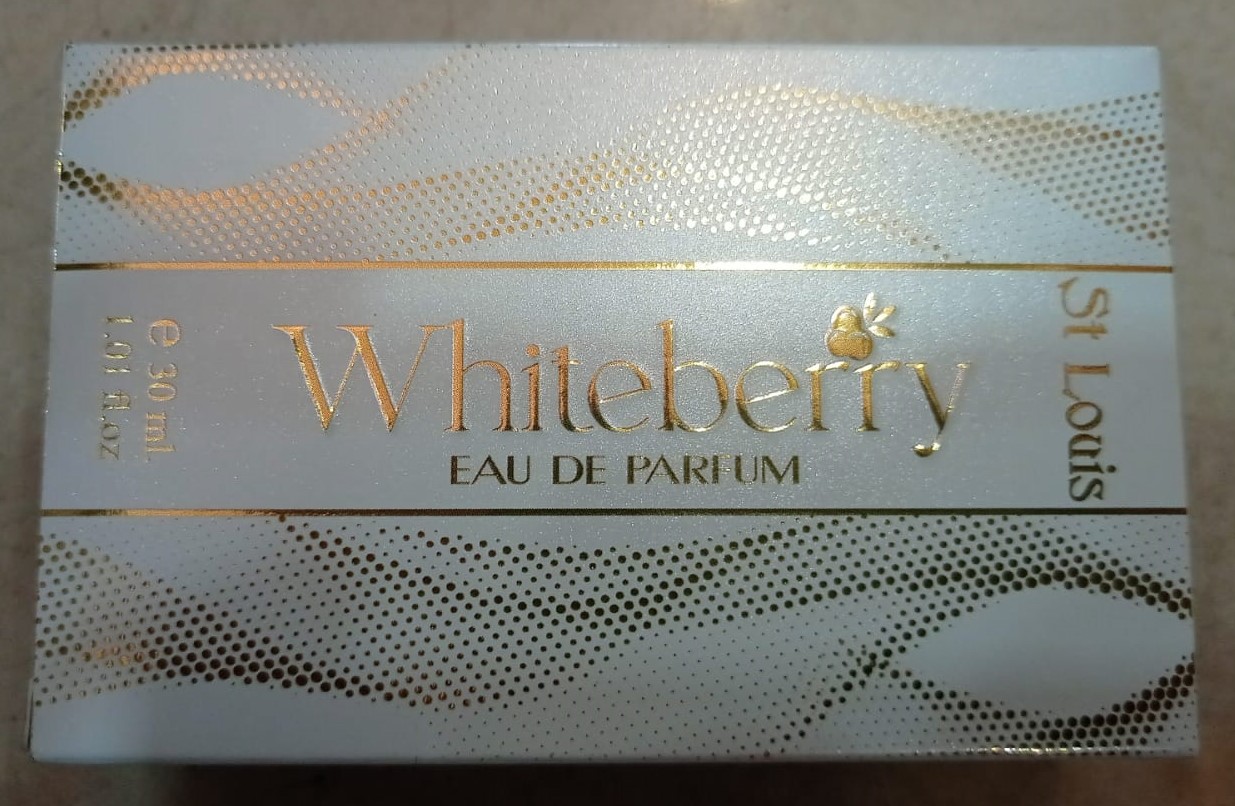 Whiteberry
EAU DE PARFUM
St Louis
e 30 ml.
1.01 fl.oz